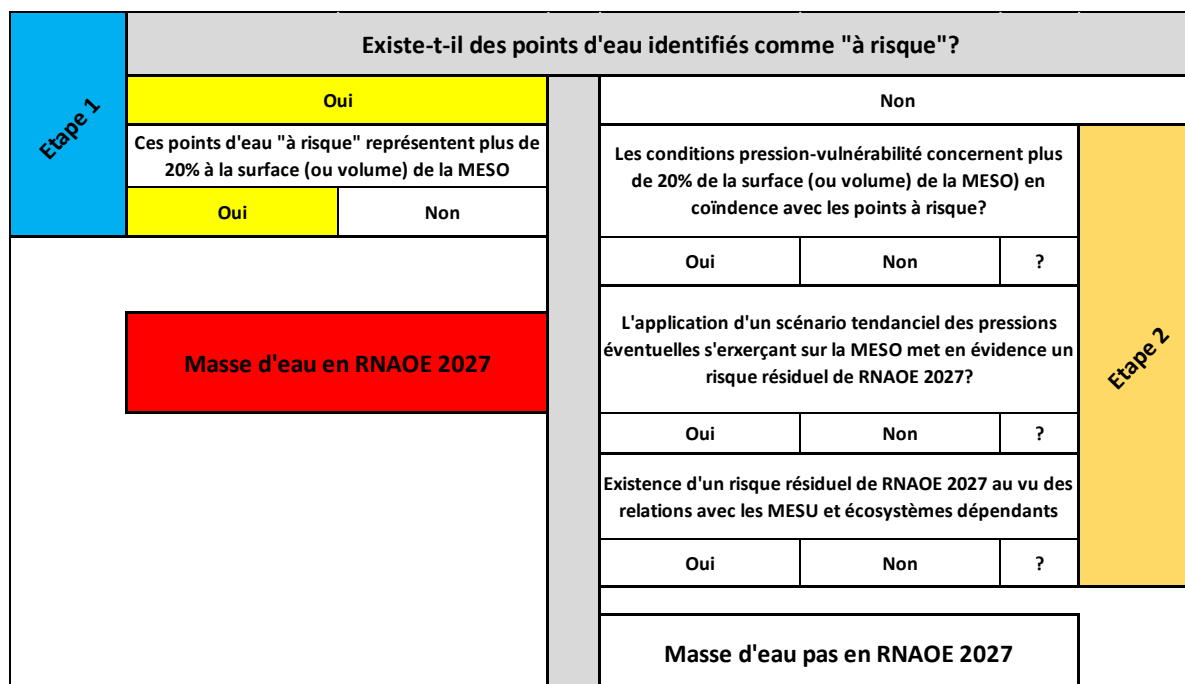 Existe-t-il des points d'eau identifiés comme "à risque"?
Etape 1
Oui
Non
Ces points d'eau "à risque" représentent plus de
20% à la surface (ou volume) de la MESO
Oui
Non
Les conditions pression-vulnérabilité concernent plus
de 20% de la surface (ou volume) de la MESO) en
coïndence avec les points à risque?
Oui
Non
?
Masse d'eau en RNAOE 2027
L'application d'un scénario tendanciel des pressions
éventuelles s'erxerçant sur la MESO met en évidence un
risque résiduel de RNAOE 2027?
Etape 2
Oui
Non
?
Existence d'un risque résiduel de RNAOE 2027 au vu des
relations avec les MESU et écosystèmes dépendants
Oui
Non
?
Masse d'eau pas en RNAOE 2027